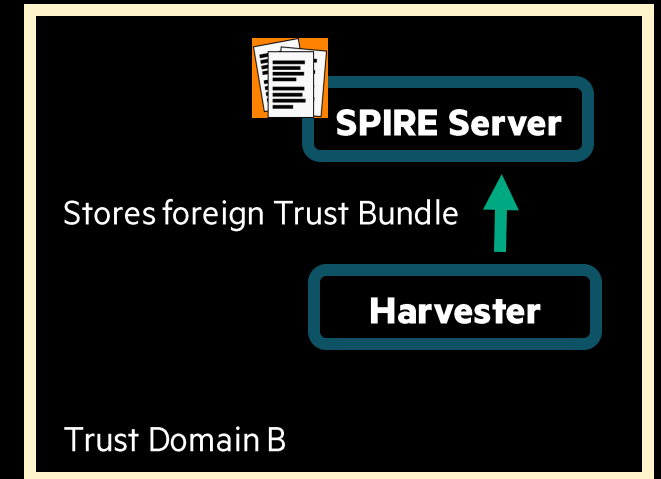 SPIRE Server
Stores foreign Trust Bundle
Harvester
Trust Domain B